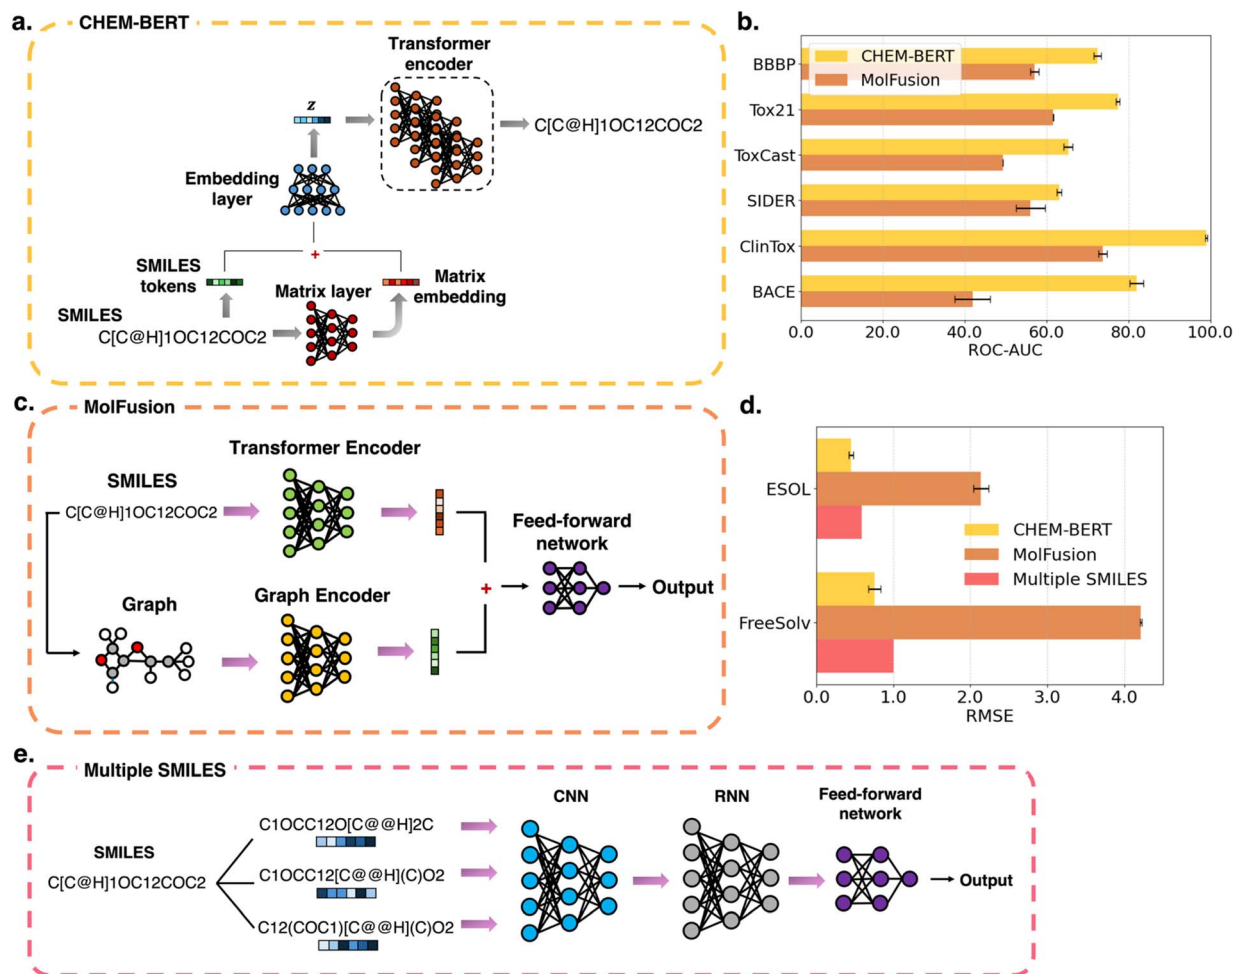 a.
CHEM-BERT
Transformer
encoder
z
C[C@H]1OC12COC2
Embedding
layer
+
SMILES
tokens
Matrix layer
Matrix
embedding
SMILES
C[C@H]1OC12COC2
b.
CHEM-BERT
MolFusion
BBBP
Tox21
ToxCast
SIDER
ClinTox
BACE
0.0 20.0 40.0 60.0 80.0 100.0
ROC-AUC
c.
MolFusion
Transformer Encoder
SMILES
C[C@H]1OC12COC2
Feed-forward
network
+
Output
Graph
Graph Encoder
d.
ESOL
CHEM-BERT
MolFusion
Multiple SMILES
FreeSolv
0.0 1.0 2.0 3.0 4.0
RMSE
e.
Multiple SMILES
CNN
RNN
Feed-forward
network
C1OCC12O[C@@H]2C
SMILES
C[C@H]1OC12COC2
C1OCC12[C@@H](C)O2
C12(COC1)[C@@H](C)O2
Output